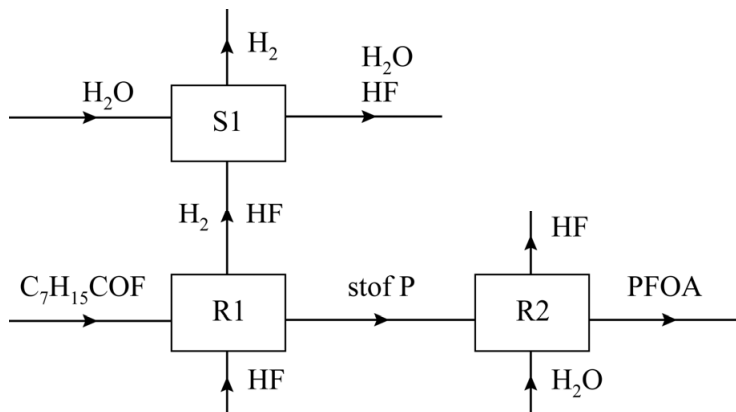 H₂
H₂O
H₂O
HF
S1
H₂ HF
C₇H₁₅COF
R1
stof P
HF
R2
PFOA
HF
H₂O